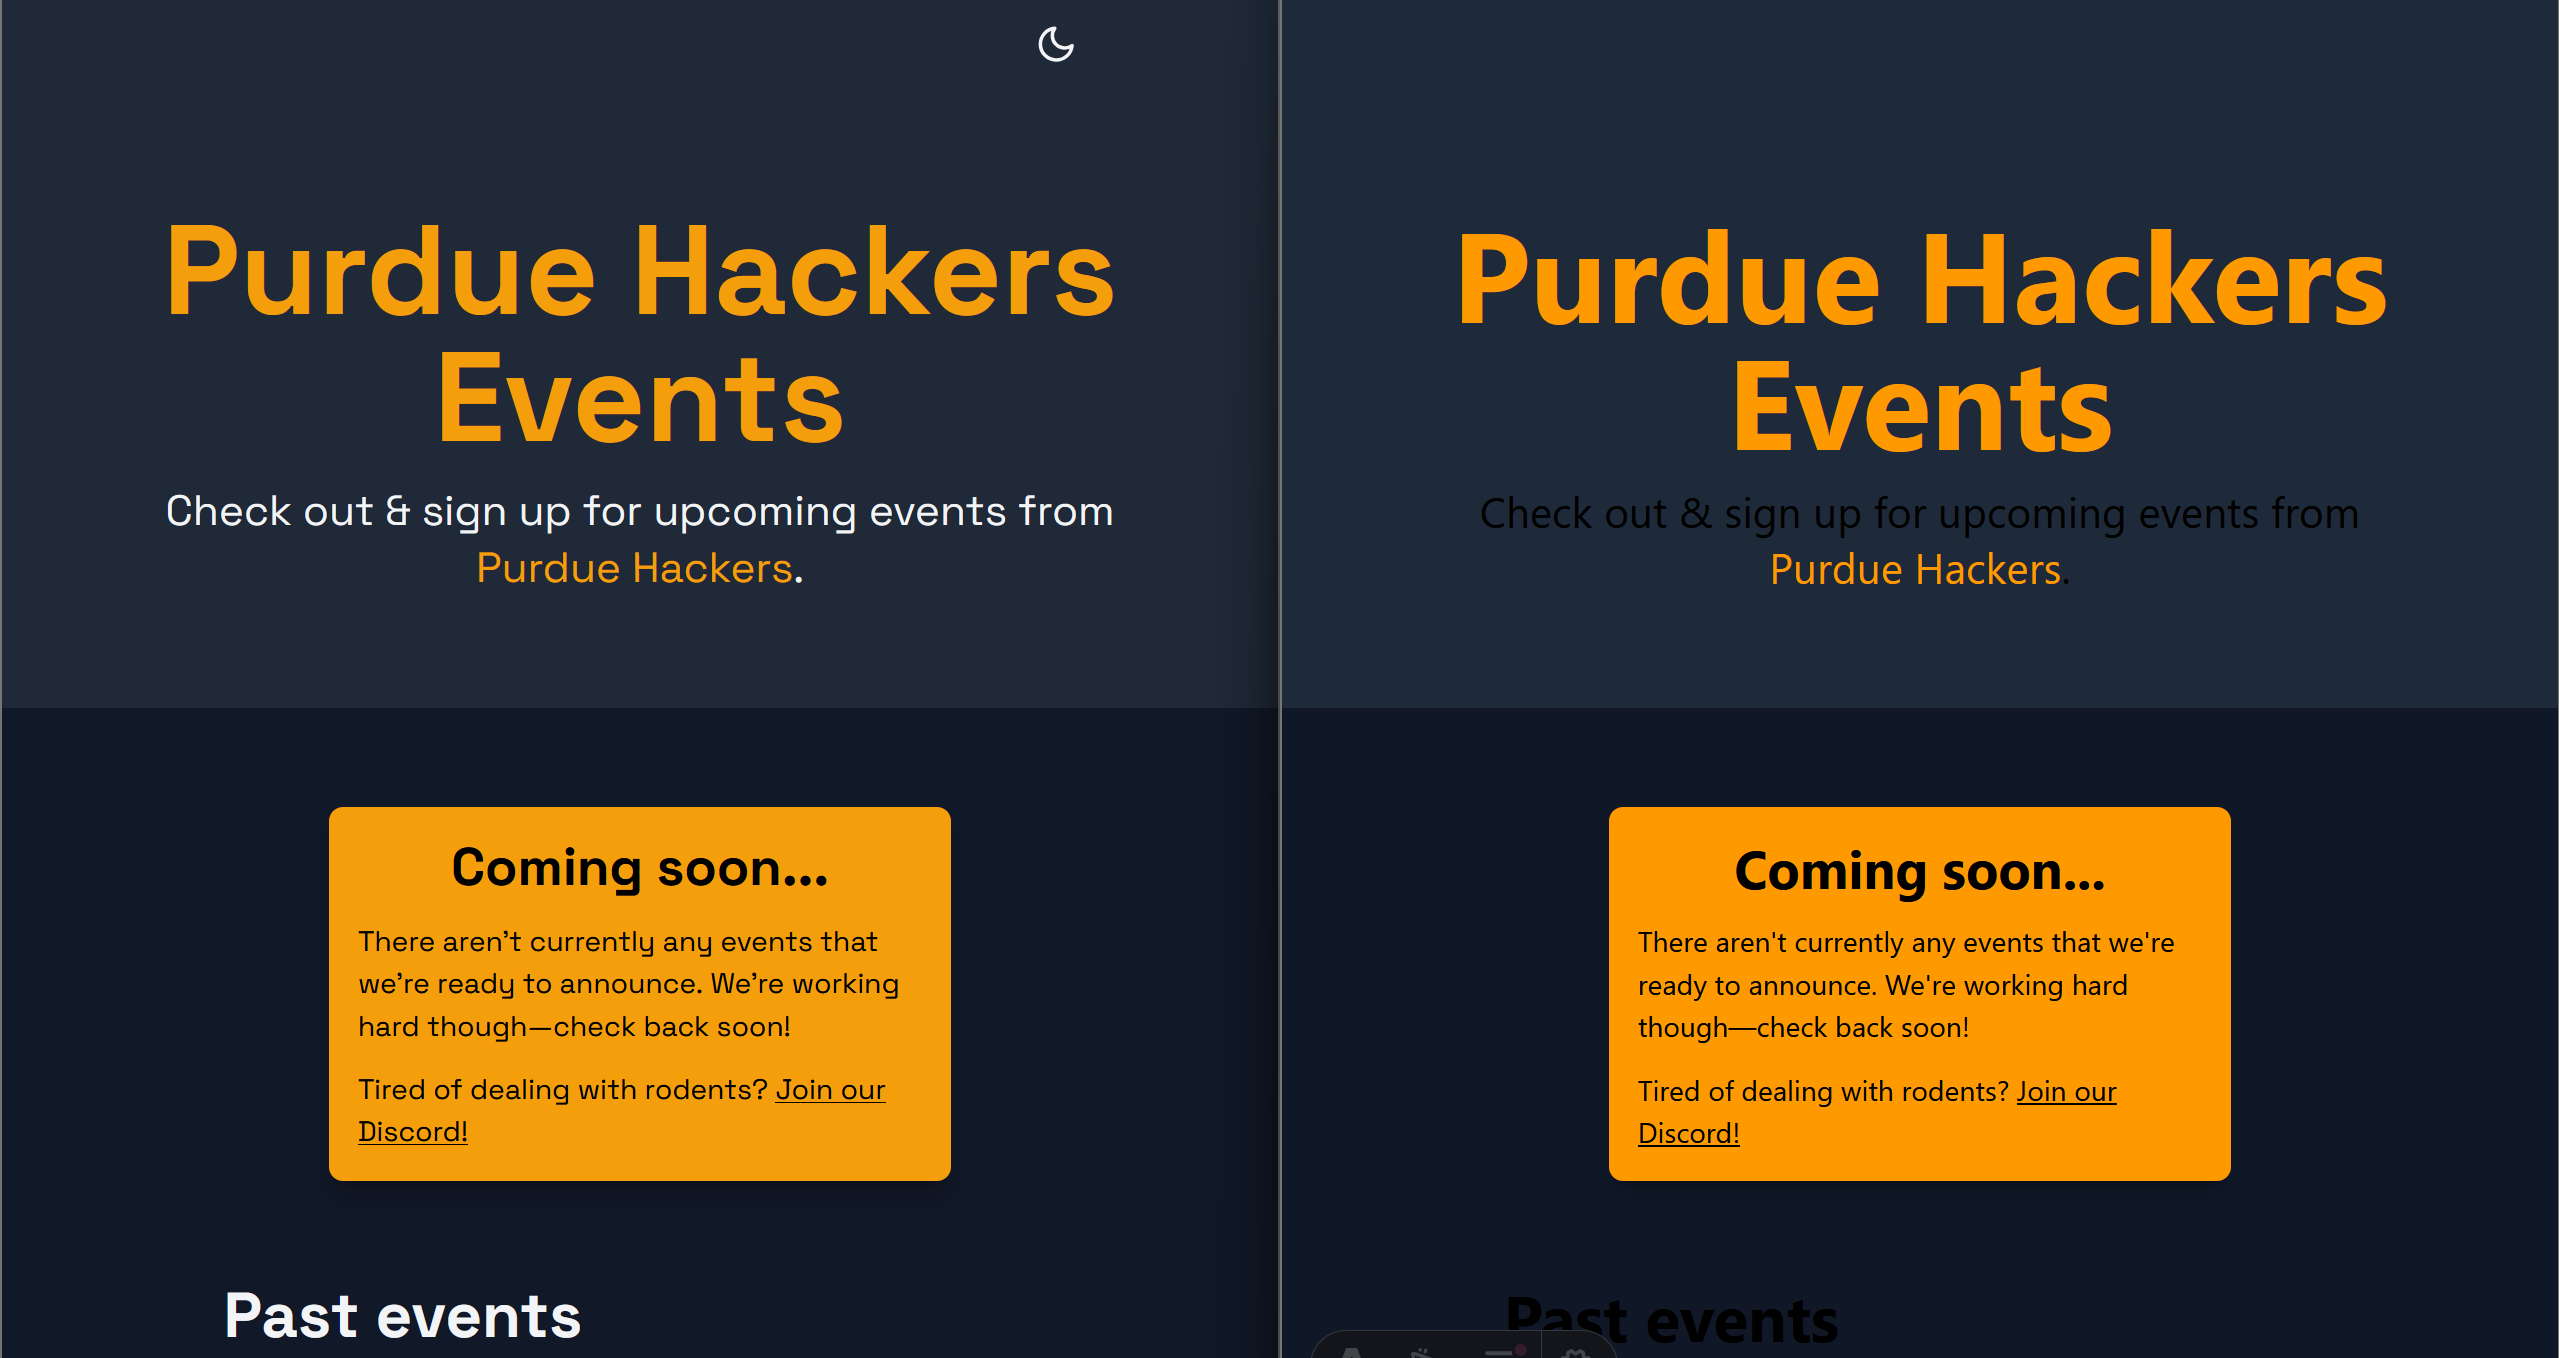 Purdue Hackers
Events
Check out & sign up for upcoming events from
Purdue Hackers.
Coming soon...
There aren’t currently any events that
we’re ready to announce. We’re working
hard though—check back soon!
Tired of dealing with rodents? Join our
Discord!
Past events
Purdue Hackers
Events
Check out & sign up for upcoming events from
Purdue Hackers.
Coming soon...
There aren't currently any events that we're
ready to announce. We're working hard
though—check back soon!
Tired of dealing with rodents? Join our
Discord!
Past events